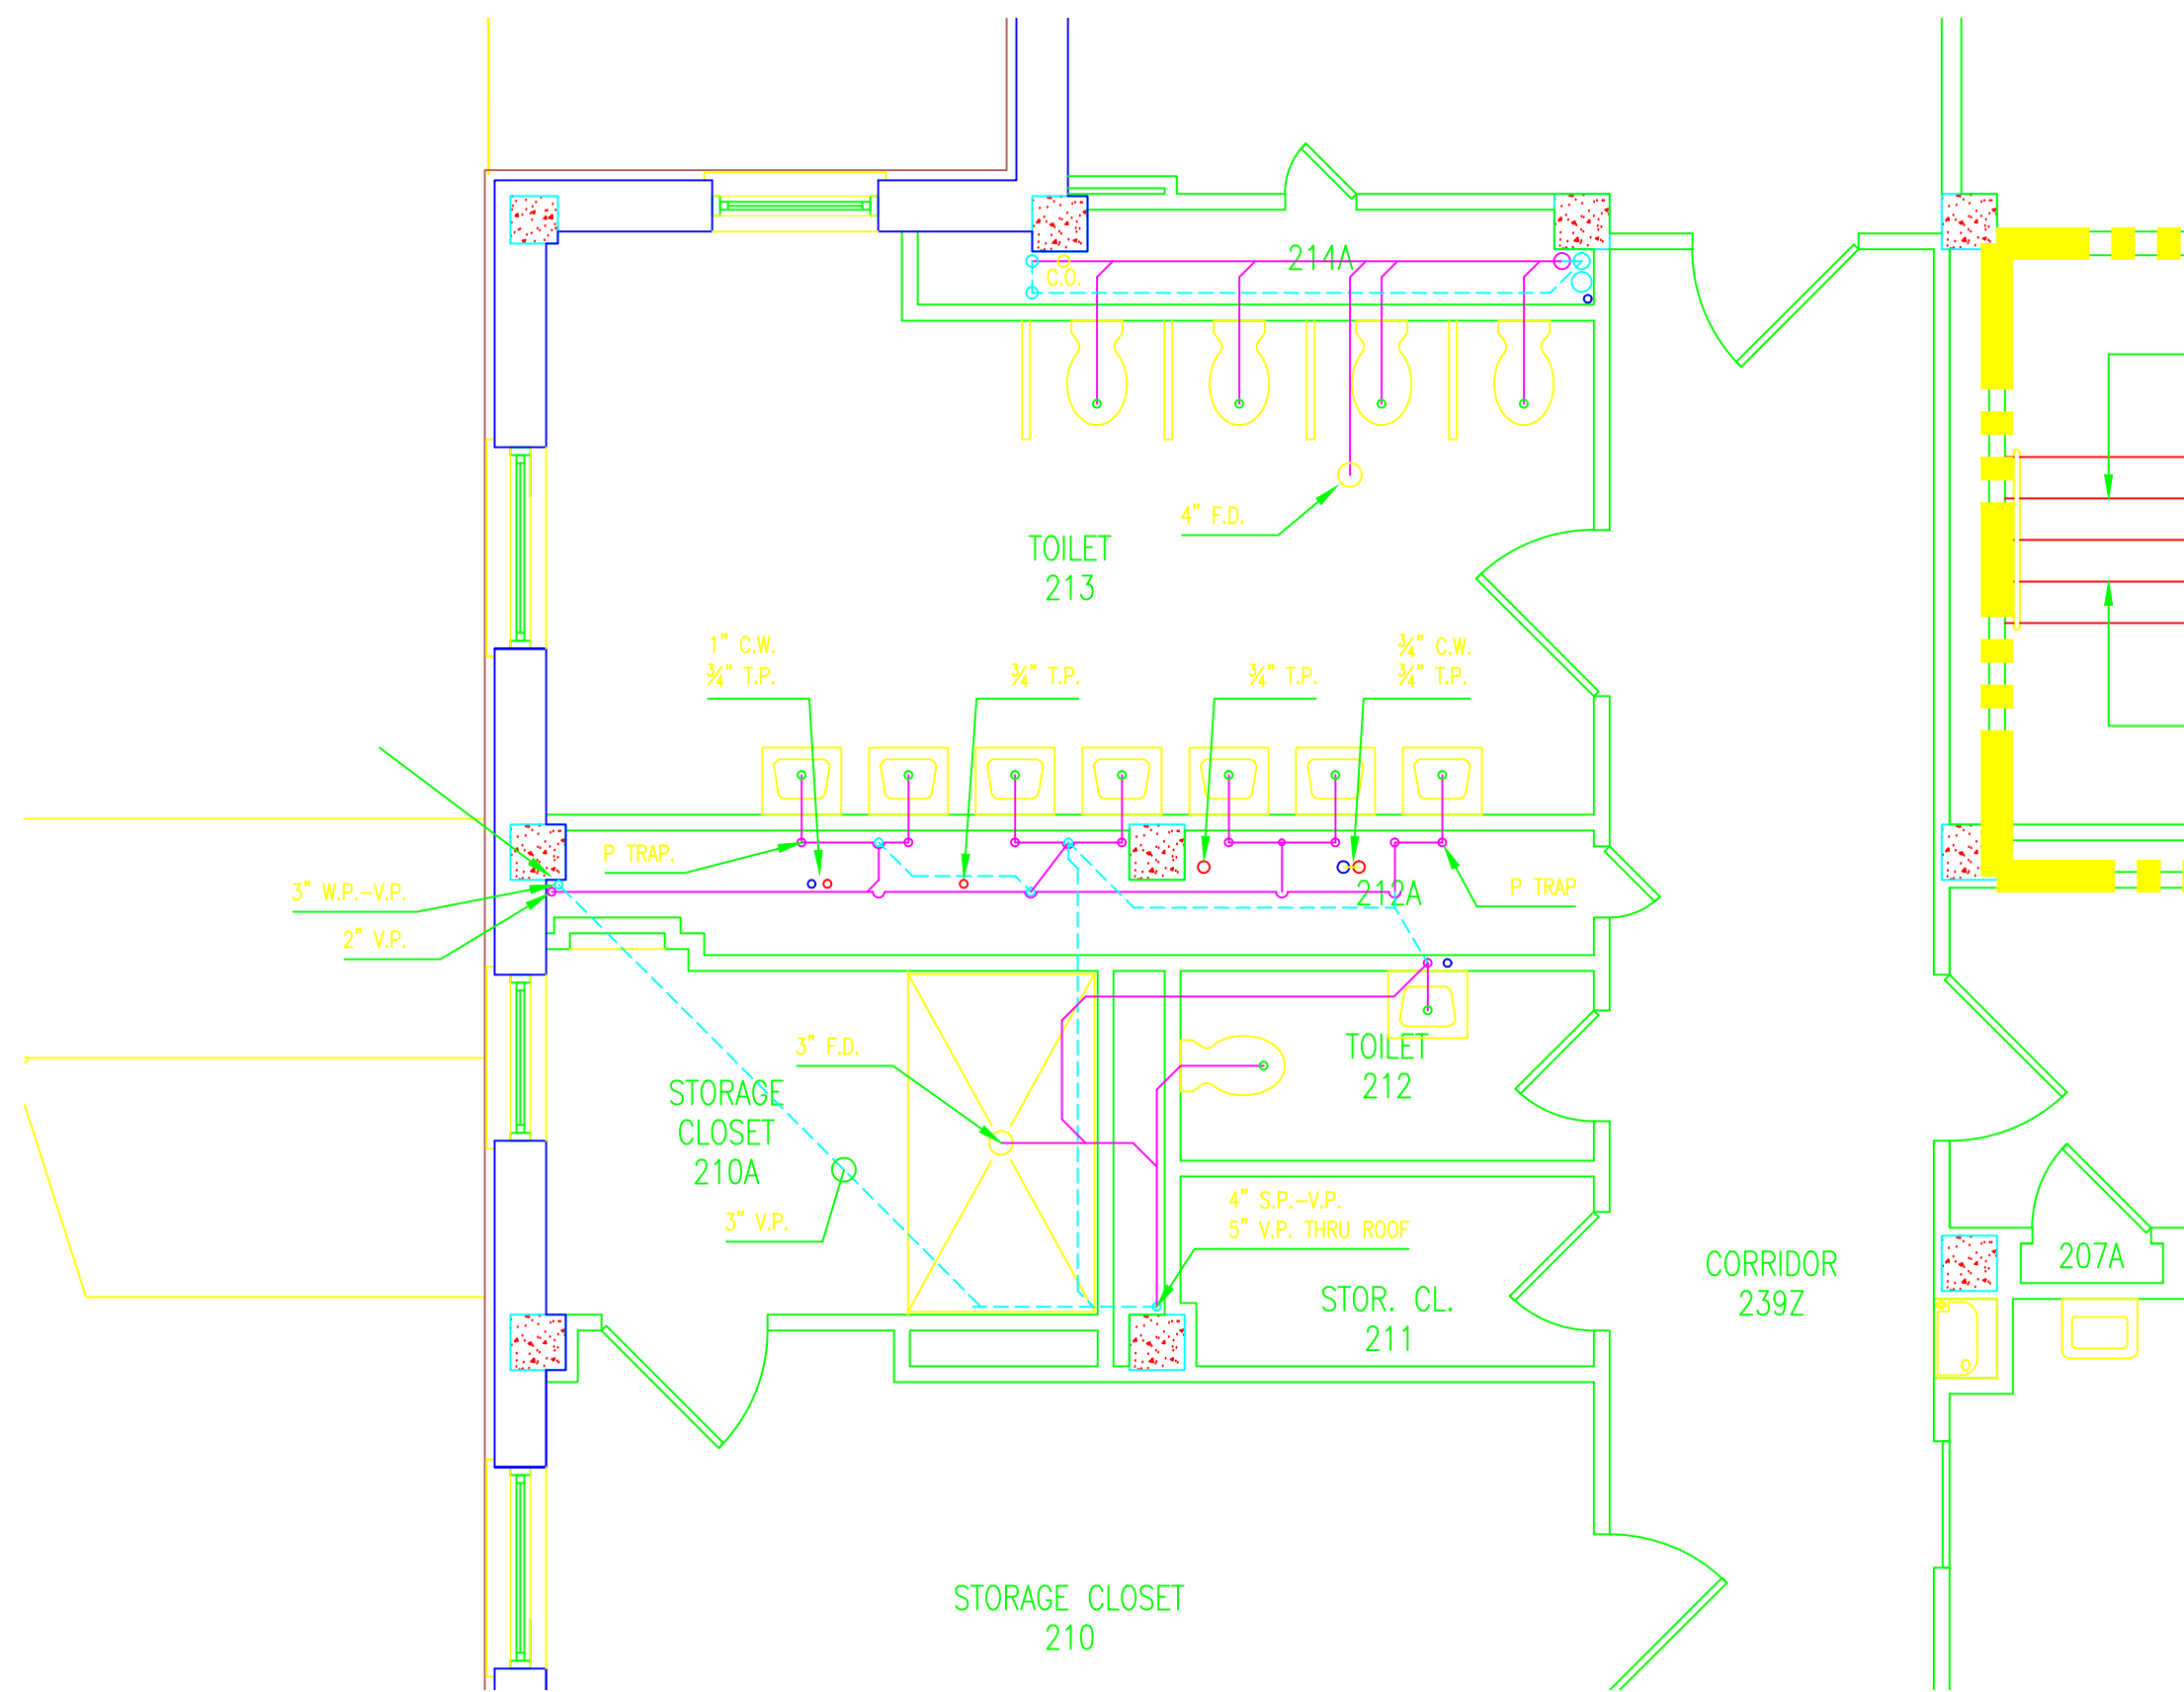 214A
C.O.
4" F.D.
TOILET
213
1" C.W.
3/4" T.P.
3/4" T.P.
3/4" T.P.
3/4" C.W.
3/4" T.P.
P TRAP.
3" W.P.-V.P.
2" V.P.
212A
P TRAP
3" F.D.
TOILET
212
STORAGE
CLOSET
210A
3" V.P.
4" S.P.-V.P.
5" V.P. THRU ROOF
STOR. CL.
211
CORRIDOR
239Z
207A
STORAGE CLOSET
210